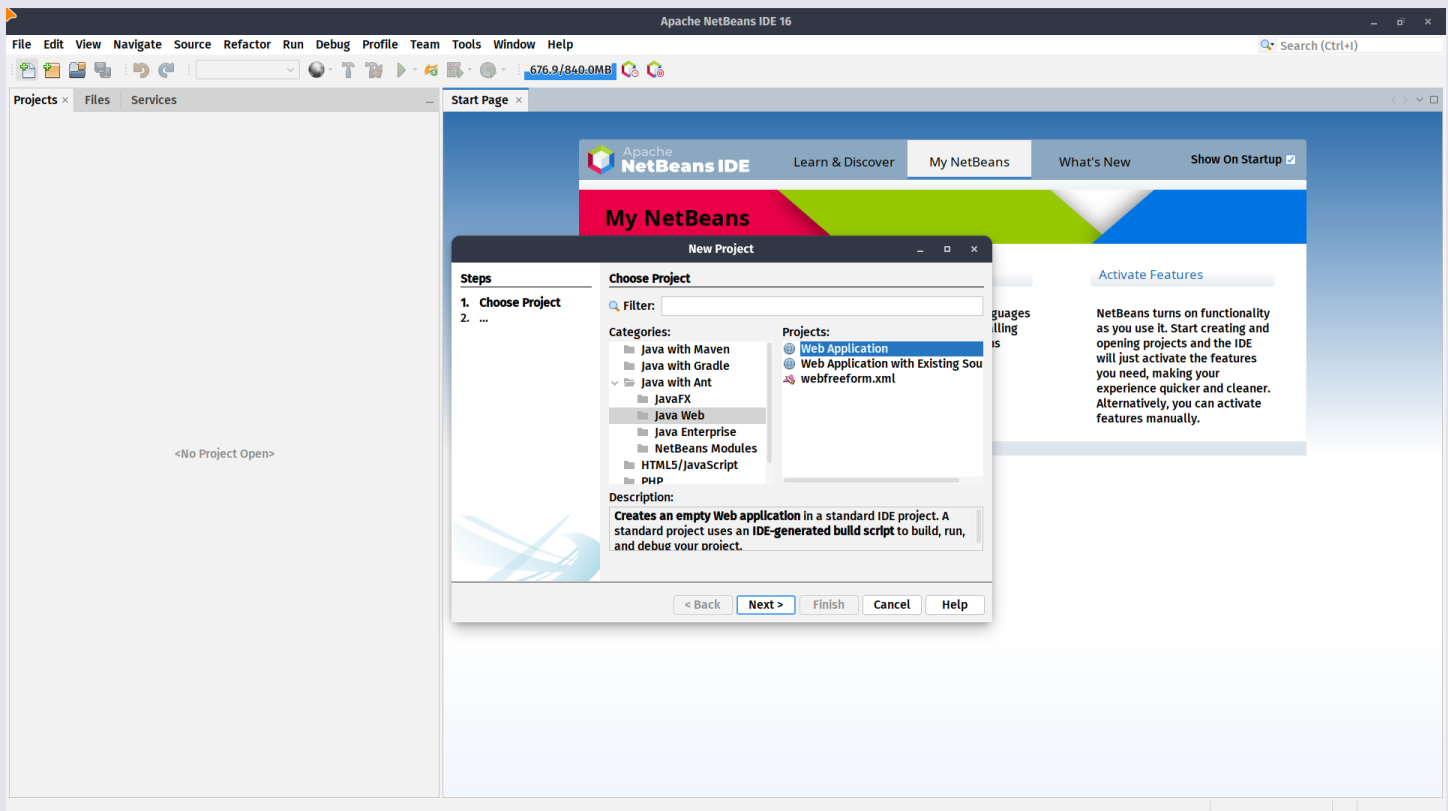 Apache NetBeans IDE 16
File Edit View Navigate Source Refactor Run Debug Profile Team Tools Window Help
Search (Ctrl+I)
676.9/840.0MB
Projects Files Services
Start Page
<No Project Open>
Apache
NetBeans IDE
Learn & Discover
My NetBeans
What's New
Show On Startup
My NetBeans
Activate Features
NetBeans turns on functionality
as you use it. Start creating and
opening projects and the IDE
will just activate the features
you need, making your
experience quicker and cleaner.
Alternatively, you can activate
features manually.
New Project
Steps
1. Choose Project
2. ...
Choose Project
Filter:
Categories:
Java with Maven
Java with Gradle
Java with Ant
JavaFX
Java Web
Java Enterprise
NetBeans Modules
HTML5/JavaScript
PHP
Projects:
Web Application
Web Application with Existing Sou
webfreeform.xml
Description:
Creates an empty Web application in a standard IDE project. A
standard project uses an IDE-generated build script to build, run,
and debug your project.
< Back Next > Finish Cancel Help